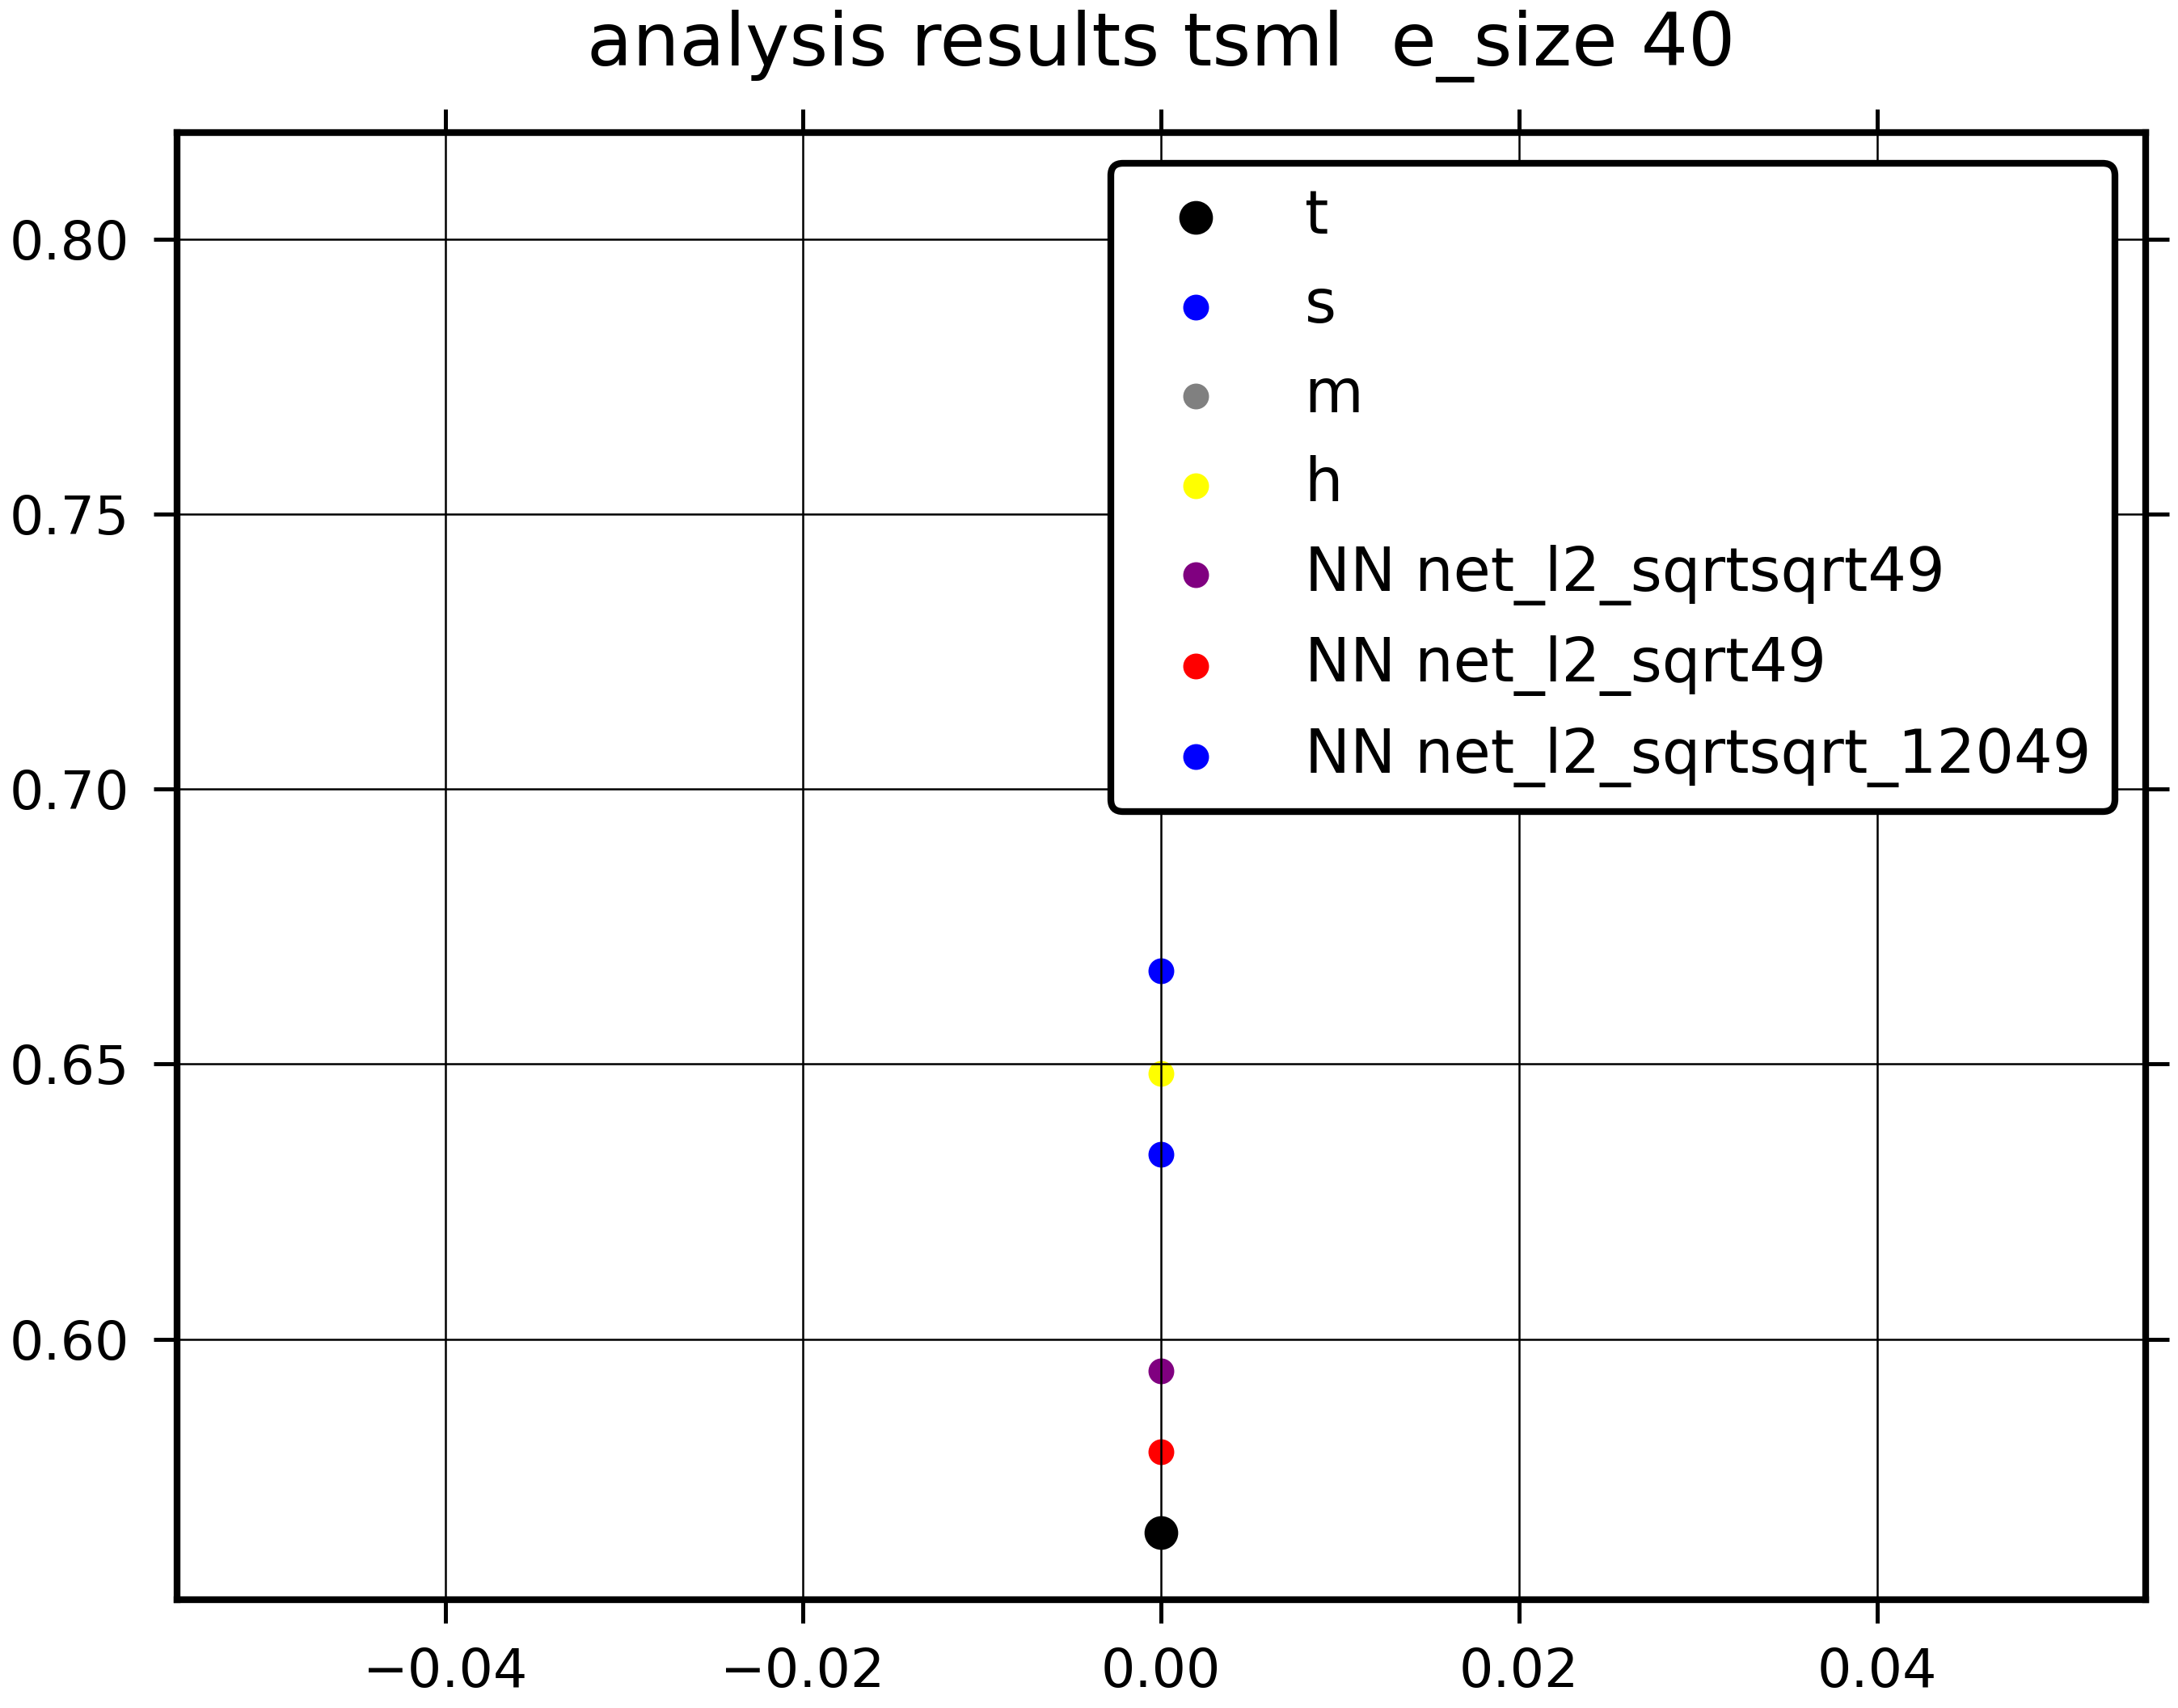 analysis results tsml  e_size 40
0.80
0.75
0.70
0.65
0.60
t
s
m
h
NN net_l2_sqrtsqrt49
NN net_l2_sqrt49
NN net_l2_sqrtsqrt_12049
−0.04 −0.02 0.00 0.02 0.04